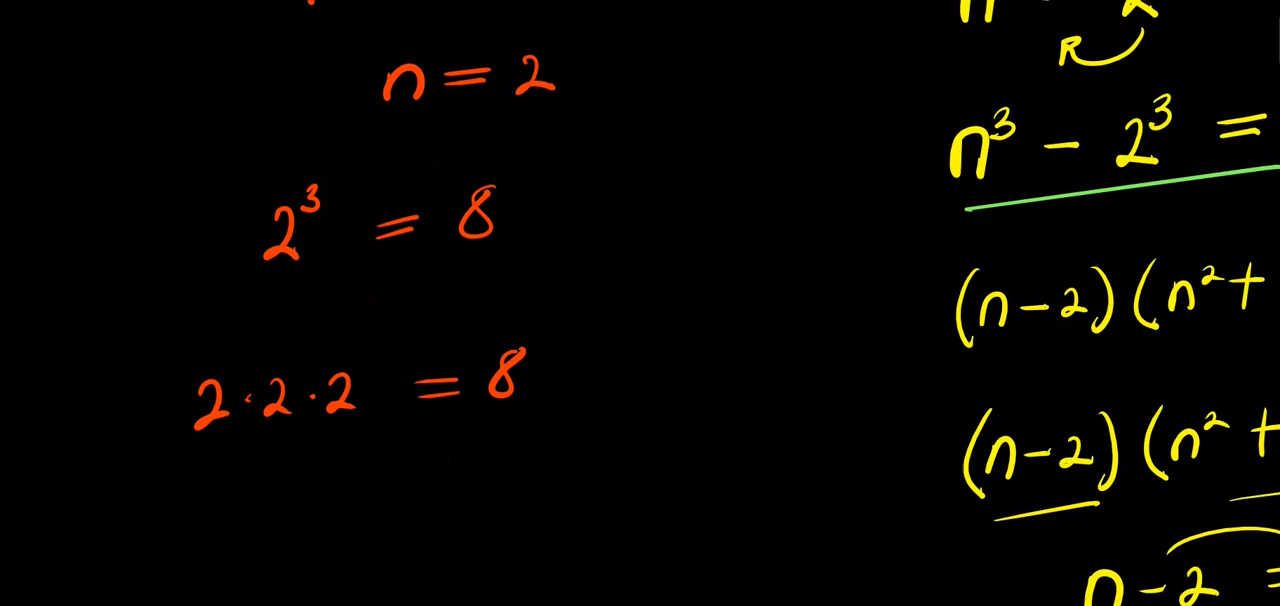 n = 2
2³ = 8
2·2·2 = 8
R
n³ - 2³ =
(n-2)(n²+
(n-2)(n²+
n-2 =